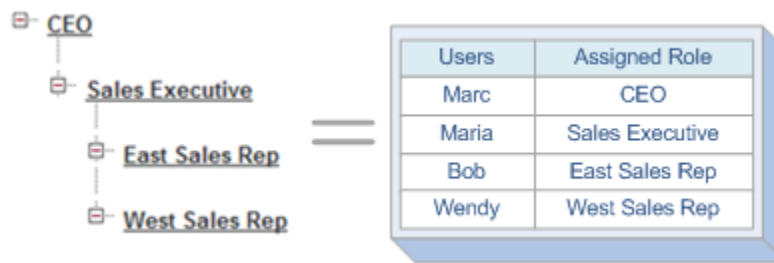 CEO
Sales Executive
East Sales Rep
West Sales Rep
Users Assigned Role
Marc CEO
Maria Sales Executive
Bob East Sales Rep
Wendy West Sales Rep